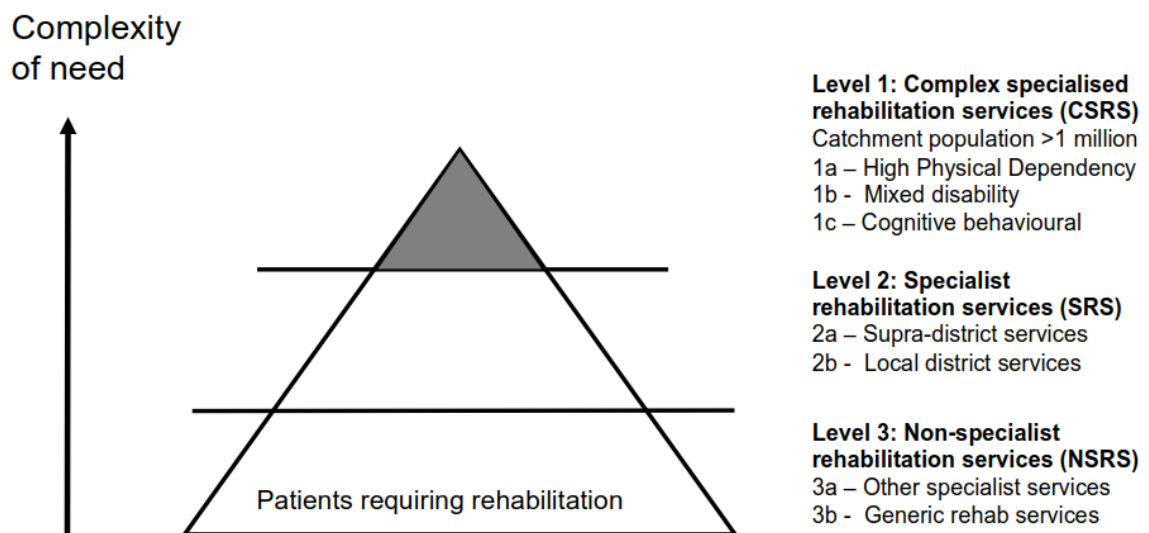 Complexity
of need
Level 1: Complex specialised
rehabilitation services (CSRS)
Catchment population >1 million
1a – High Physical Dependency
1b -  Mixed disability
1c – Cognitive behavioural
Level 2: Specialist
rehabilitation services (SRS)
2a – Supra-district services
2b -  Local district services
Level 3: Non-specialist
rehabilitation services (NSRS)
3a – Other specialist services
3b -  Generic rehab services
Patients requiring rehabilitation